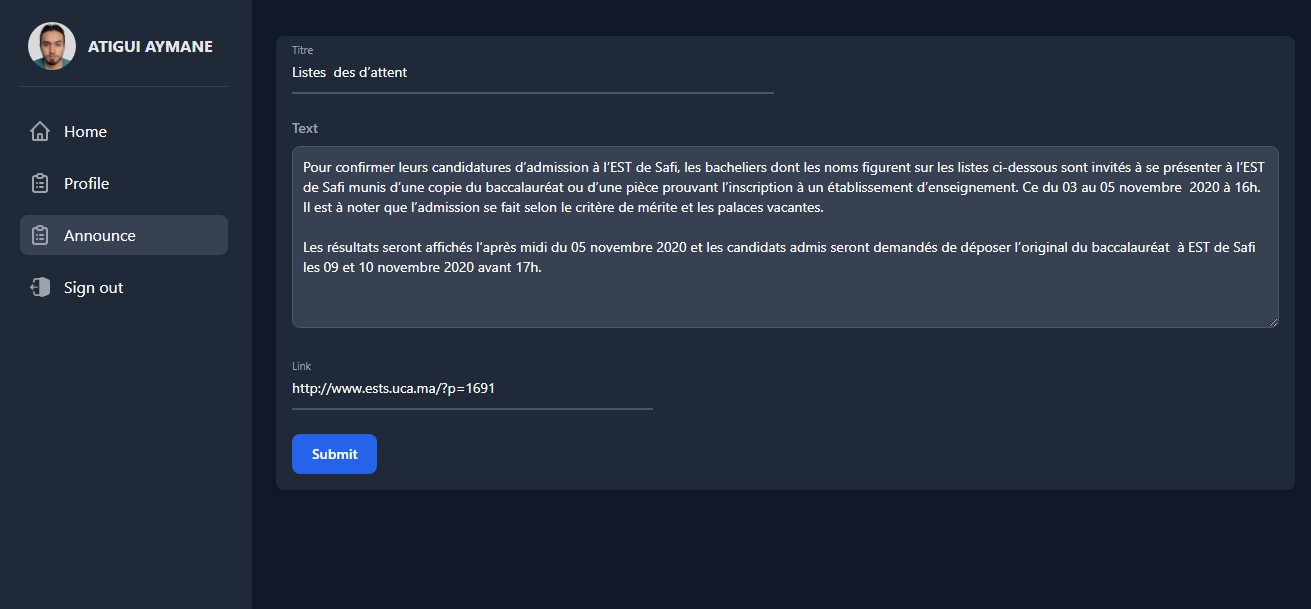 ATIGUI AYMANE
Home
Profile
Announce
Sign out
Titre
Listes  des d’attent
Text
Pour confirmer leurs candidatures d’admission à l’EST de Safi, les bacheliers dont les noms figurent sur les listes ci-dessous sont invités à se présenter à l’EST
de Safi munis d’une copie du baccalauréat ou d’une pièce prouvant l’inscription à un établissement d’enseignement. Ce du 03 au 05 novembre  2020 à 16h.
Il est à noter que l’admission se fait selon le critère de mérite et les palaces vacantes.
Les résultats seront affichés l’après midi du 05 novembre 2020 et les candidats admis seront demandés de déposer l’original du baccalauréat  à EST de Safi
les 09 et 10 novembre 2020 avant 17h.
Link
http://www.ests.uca.ma/?p=1691
Submit